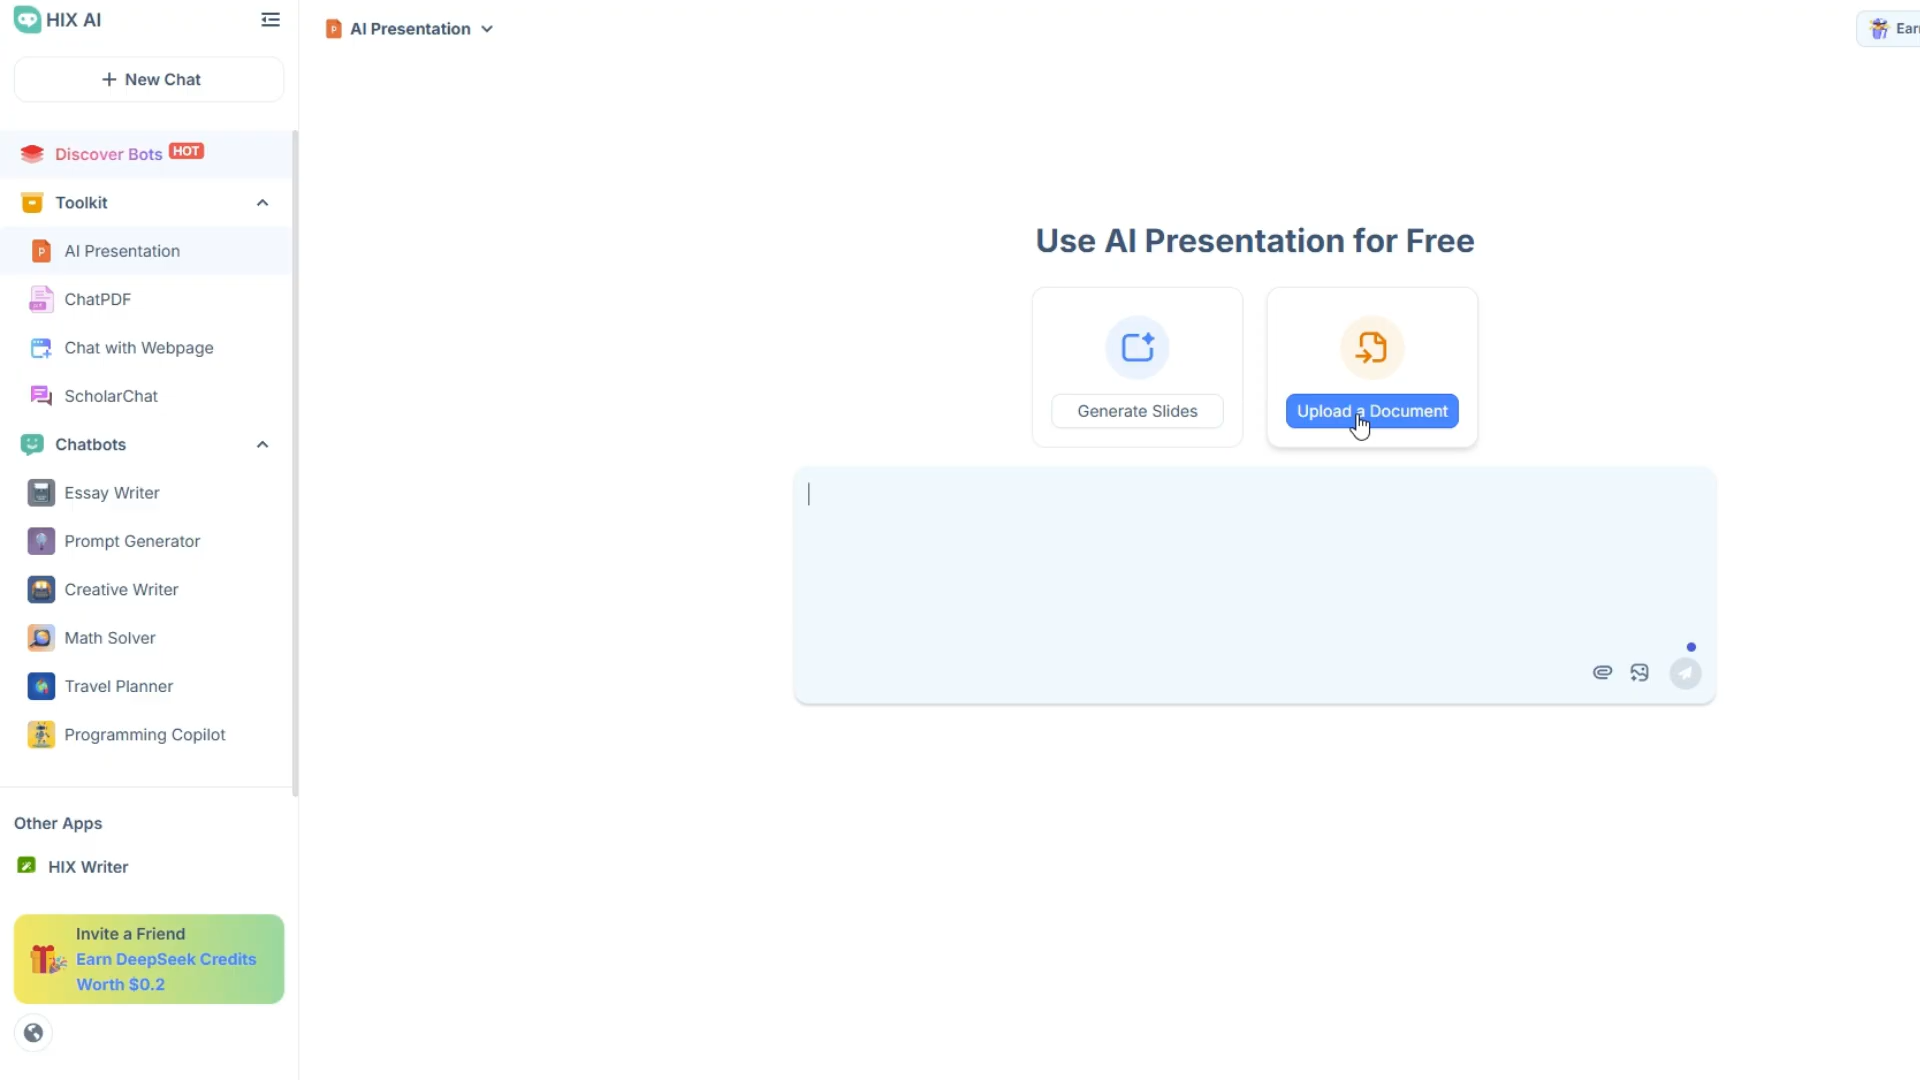 HIX AI
New Chat
Discover Bots HOT
Toolkit
AI Presentation
ChatPDF
Chat with Webpage
ScholarChat
Chatbots
Essay Writer
Prompt Generator
Creative Writer
Math Solver
Travel Planner
Programming Copilot
Other Apps
HIX Writer
Invite a Friend
Earn DeepSeek Credits
Worth $0.2
AI Presentation
Ear
Use AI Presentation for Free
Generate Slides
Upload a Document